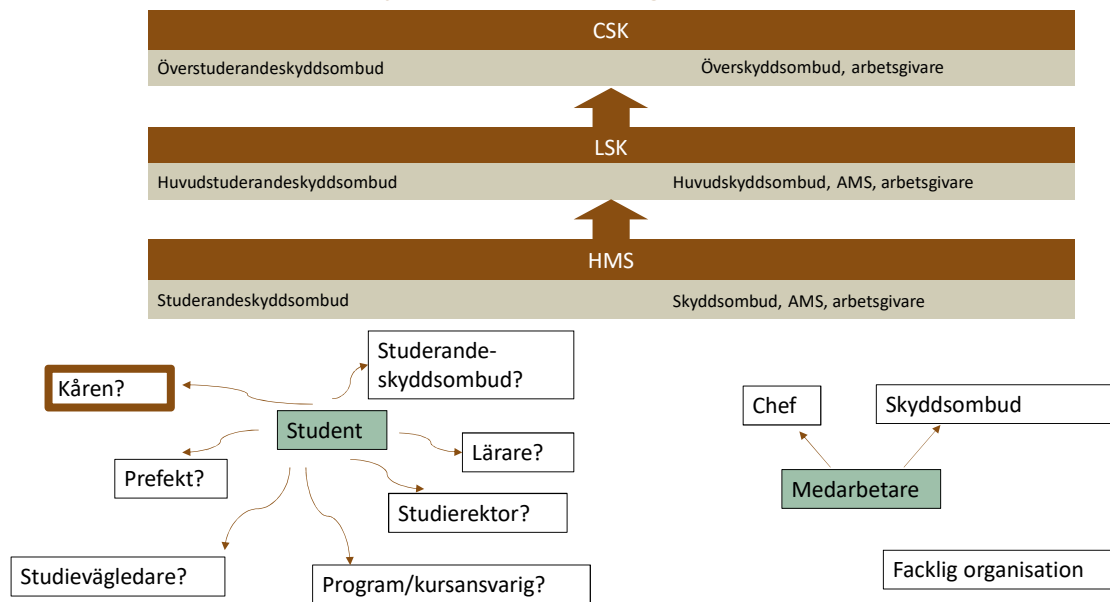 CSK
Överstuderandeskyddsombud
Överskyddsombud, arbetsgivare
LSK
Huvudstuderandeskyddsombud
Huvudskyddsombud, AMS, arbetsgivare
HMS
Studerandeskyddsombud
Skyddsombud, AMS, arbetsgivare
Studerande-
skyddsombud?
Kåren?
Student
Lärare?
Prefekt?
Studierektor?
Studievägledare?
Program/kursansvarig?
Chef
Skyddsombud
Medarbetare
Facklig organisation